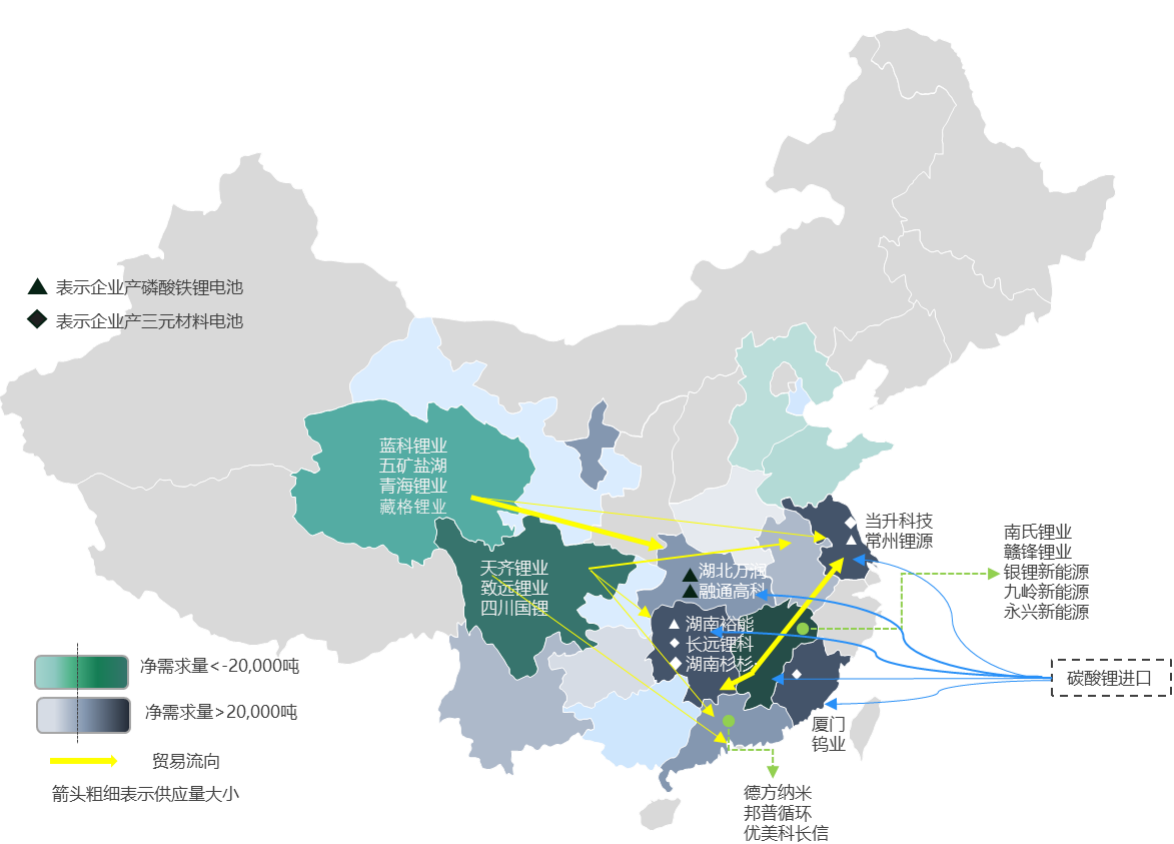 表示企业产磷酸铁锂电池
表示企业产三元材料电池
蓝科锂业
五矿盐湖
青海锂业
藏格锂业
天齐锂业
致远锂业
四川国锂
湖北万润
融通高科
湖南裕能
长远锂科
湖南杉杉
当升科技
常州锂源
南氏锂业
赣锋锂业
银锂新能源
九岭新能源
永兴新能源
碳酸锂进口
厦门
钨业
德方纳米
邦普循环
优美科长信
净需求量<-20,000吨
净需求量>20,000吨
贸易流向
箭头粗细表示供应量大小